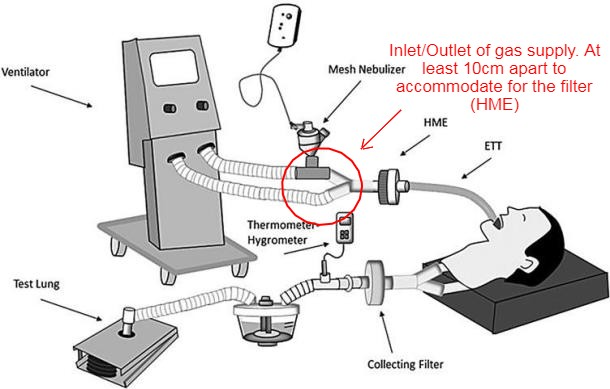 Inlet/Outlet of gas supply. At
least 10cm apart to
accommodate for the filter
(HME)
Ventilator
Mesh Nebulizer
HME
ETT
Thermometer
Hygrometer
Test Lung
Collecting Filter